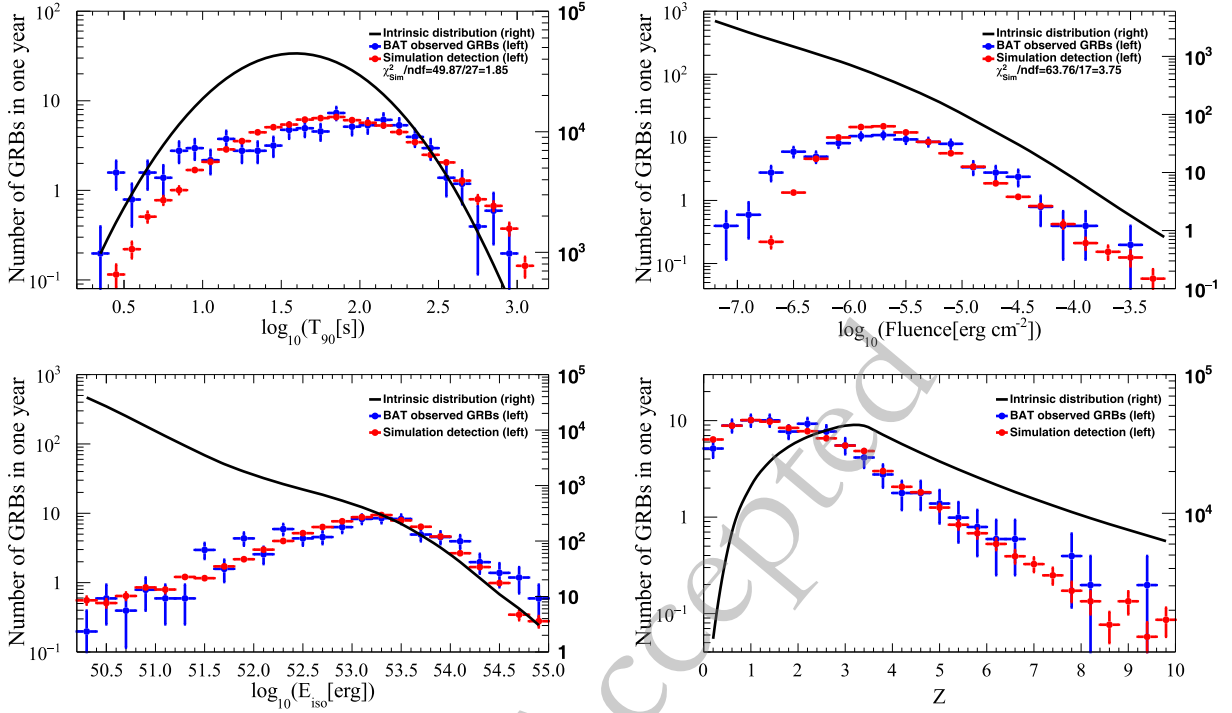 Number of GRBs in one year
10²
10
1
10⁻¹
10⁵
10⁴
10³
Intrinsic distribution (right)
BAT observed GRBs (left)
Simulation detection (left)
χ²Sim/ndf=49.87/27=1.85
0.5 1.0 1.5 2.0 2.5 3.0
log₁₀(T₉₀[s])
Number of GRBs in one year
10³
10²
10
1
10⁻¹
10⁴
10³
10²
10
1
10⁻¹
Intrinsic distribution (right)
BAT observed GRBs (left)
Simulation detection (left)
χ²Sim/ndf=63.76/17=3.75
−7.0 −6.5 −6.0 −5.5 −5.0 −4.5 −4.0 −3.5
log₁₀(Fluence[erg cm⁻²])
Number of GRBs in one year
10³
10²
10
1
10⁻¹
10⁵
10⁴
10³
10²
10
1
Intrinsic distribution (right)
BAT observed GRBs (left)
Simulation detection (left)
50.5 51.0 51.5 52.0 52.5 53.0 53.5 54.0 54.5 55.0
log₁₀(Eiso[erg])
Number of GRBs in one year
10
1
10⁻¹
10⁵
10⁴
Intrinsic distribution (right)
BAT observed GRBs (left)
Simulation detection (left)
0 1 2 3 4 5 6 7 8 9 10
Z
ccepted